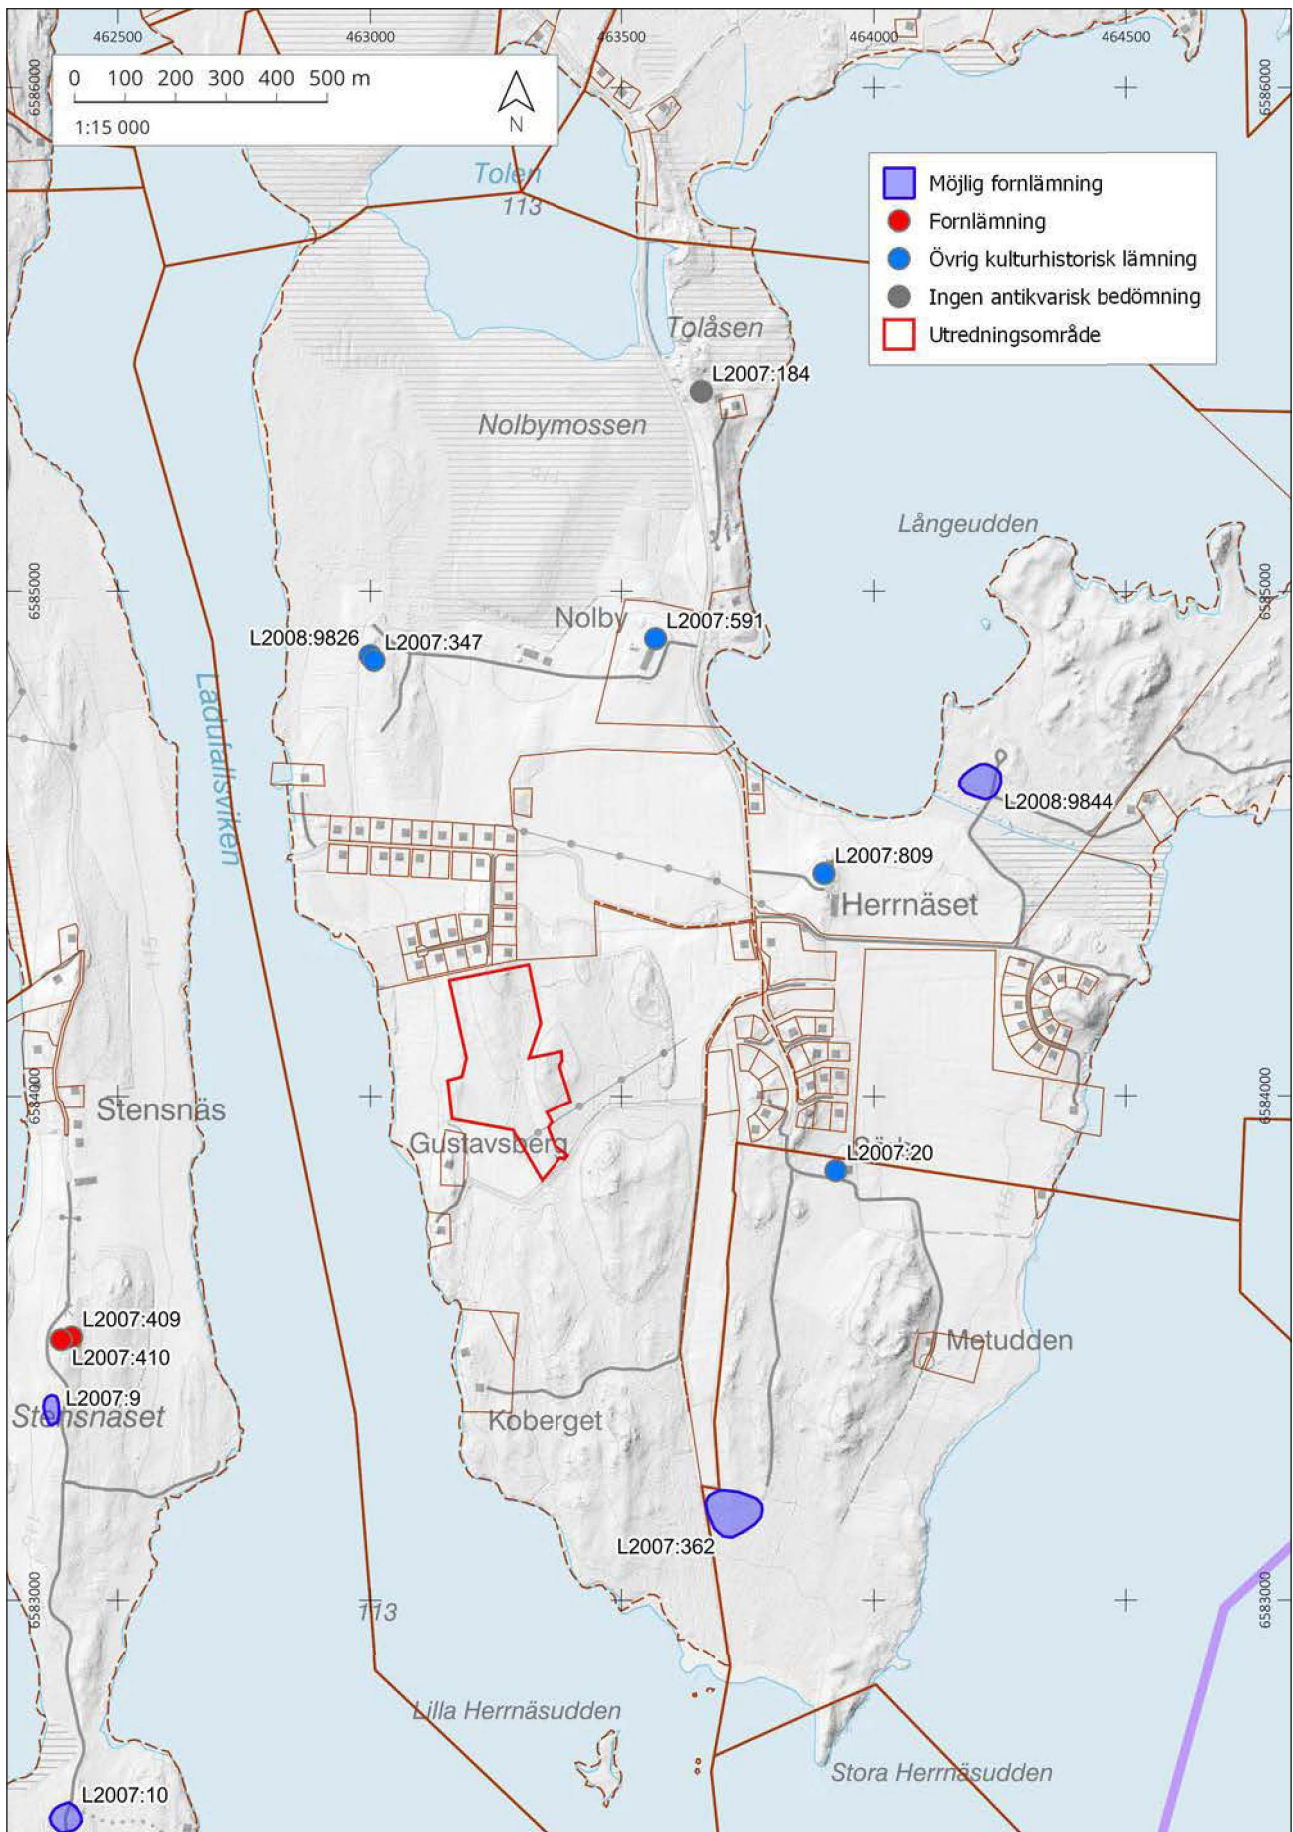 462500
463000
463500
464000
464500
0 100 200 300 400 500 m
1:15 000
N
6586000
6586000
Tolen
113
Möjlig fornlämning
Fornlämning
Övrig kulturhistorisk lämning
Ingen antikvarisk bedömning
Utredningsområde
Tolåsen
L2007:184
Nolbymossen
Långeudden
6585000
6585000
Nolby
L2007:591
L2008:9826
L2007:347
Ladufallsviken
L2008:9844
L2007:809
Herrnäset
115
6584000
6584000
Stensnäs
Gustavsberg
L2007:20
115
L2007:409
L2007:410
Metudden
L2007:9
Stensnäset
Koberget
L2007:362
6583000
6583000
113
Lilla Herrnäsudden
Stora Herrnäsudden
L2007:10